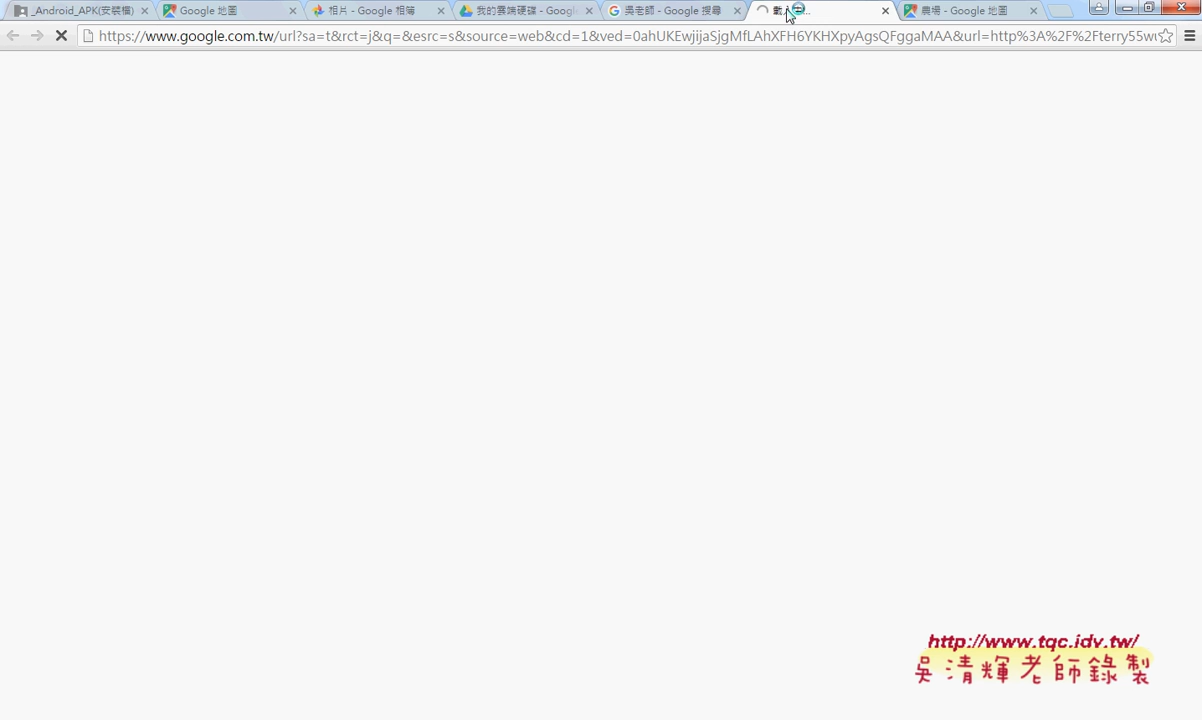 _Android_APK(安裝檔)
Google 地圖
相片 - Google 相簿
我的雲端硬碟 - Googl
吳老師 - Google 搜尋
農場 - Google 地圖
https://www.google.com.tw/url?sa=t&rct=j&q=&esrc=s&source=web&cd=1&ved=0ahUKEwjijaSjgMfLAhXFH6YKHXpyAgsQFggaMAA&url=http%3A%2F%2Fterry55w
http://www.tqc.idv.tw/
吳清輝老師錄製